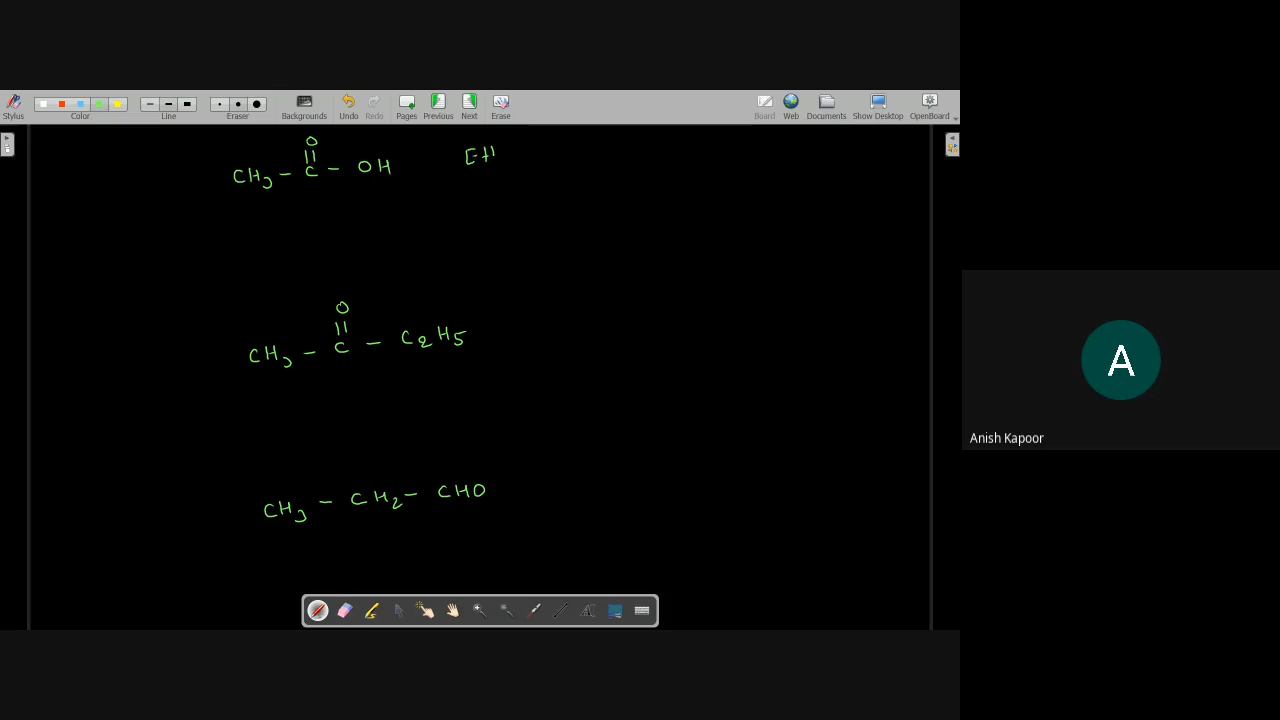 Stylus Color Line Eraser Backgrounds Undo Redo Pages Previous Next Erase Board Web Documents Show Desktop OpenBoard
O
||
CH3 - C - OH
O
||
CH3 - C - C2H5
CH3 - CH2 - CHO
A
Anish Kapoor